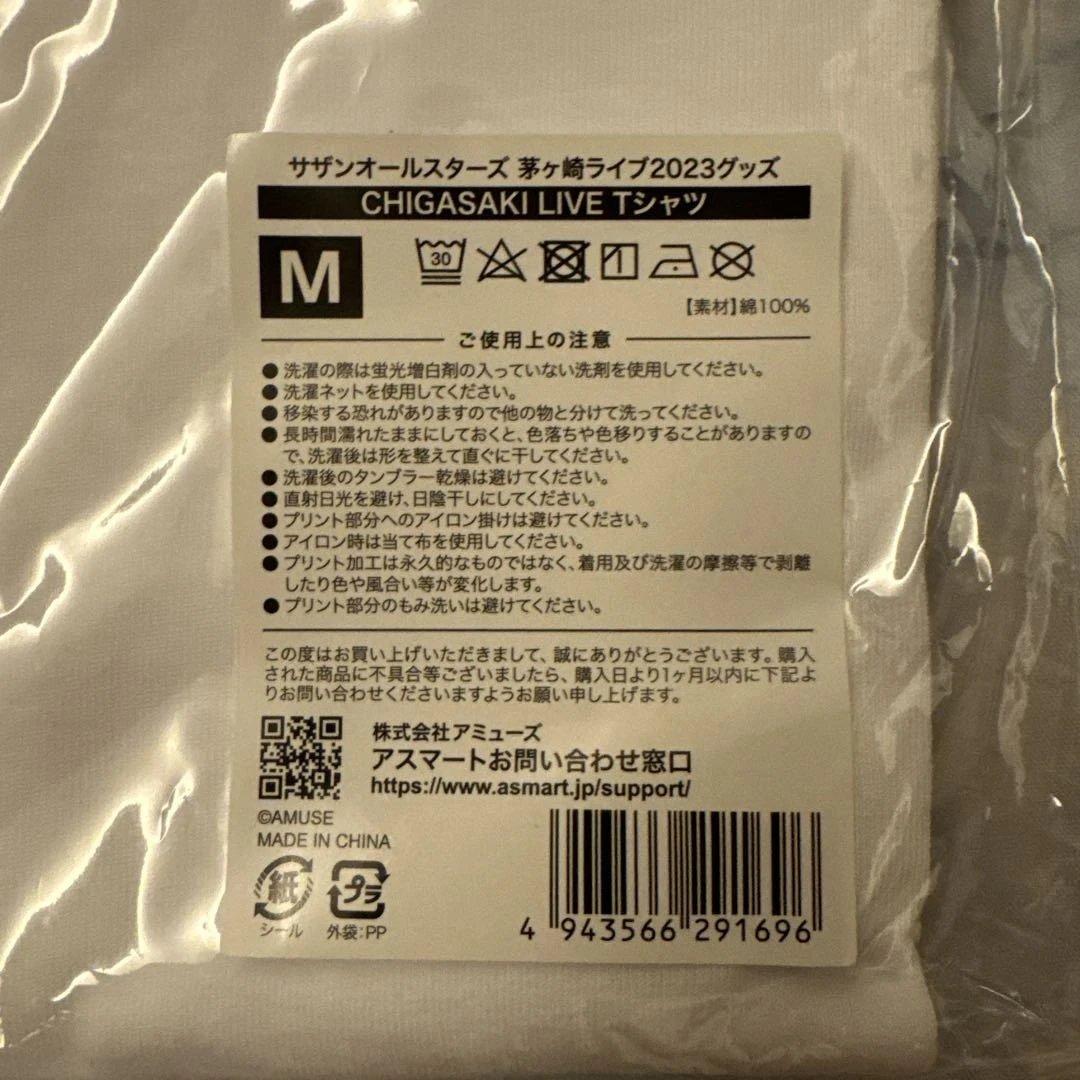 サザンオールスターズ 茅ヶ崎ライブ2023グッズ
CHIGASAKI LIVE Tシャツ
M
30
【素材】綿100%
ご使用上の注意
● 洗濯の際は蛍光増白剤の入っていない洗剤を使用してください。
● 洗濯ネットを使用してください。
● 移染する恐れがありますので他の物と分けて洗ってください。
● 長時間濡れたままにしておくと、色落ちや色移りすることがありますの
で、洗濯後は形を整えて直ぐに干してください。
● 洗濯後のタンブラー乾燥は避けてください。
● 直射日光を避け、日陰干しにしてください。
● プリント部分へのアイロン掛けは避けてください。
● アイロン時は当て布を使用してください。
● プリント加工は永久的なものではなく、着用及び洗濯の摩擦等で剥離
したり色や風合い等が変化します。
● プリント部分のもみ洗いは避けてください。
この度はお買い上げいただきまして、誠にありがとうございます。購入
された商品に不具合等ございましたら、購入日より1ヶ月以内に下記よ
りお問い合わせくださいますようお願い申し上げます。
株式会社アミューズ
アスマートお問い合わせ窓口
https://www.asmart.jp/support/
©AMUSE
MADE IN CHINA
紙
シール
プラ
外袋:PP
4 943566 291696